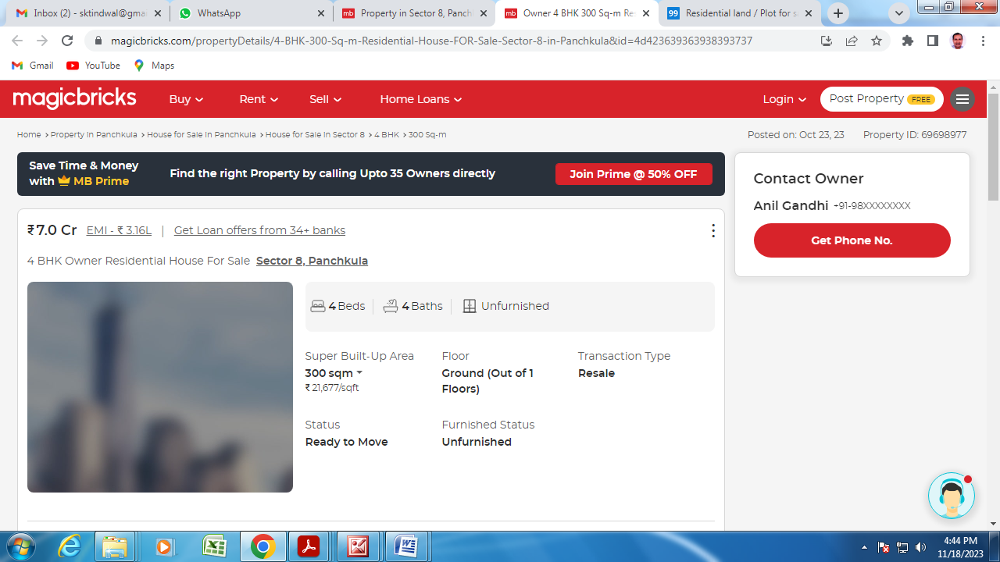 Inbox (2) - sktindwal@gmai
WhatsApp
Property in Sector 8, Panch
Owner 4 BHK 300 Sq-m Re
Residential land / Plot for s
magicbricks.com/propertyDetails/4-BHK-300-Sq-m-Residential-House-FOR-Sale-Sector-8-in-Panchkula&id=4d423639363938393737
Gmail YouTube Maps
magicbricks Buy Rent Sell Home Loans Login Post Property FREE
Home > Property in Panchkula > House for Sale in Panchkula > House for Sale in Sector 8 > 4 BHK > 300 Sq-m
Posted on: Oct 23, 23 Property ID: 69698977
Save Time & Money
with MB Prime
Find the right Property by calling Upto 35 Owners directly
Join Prime @ 50% OFF
Contact Owner
Anil Gandhi +91-98XXXXXXXX
Get Phone No.
₹7.0 Cr EMI - ₹ 3.16L | Get Loan offers from 34+ banks
4 BHK Owner Residential House For Sale Sector 8, Panchkula
4 Beds 4 Baths Unfurnished
Super Built-Up Area
300 sqm
₹ 21,677/sqft
Floor
Ground (Out of 1
Floors)
Transaction Type
Resale
Status
Ready to Move
Furnished Status
Unfurnished
4:44 PM
11/18/2023